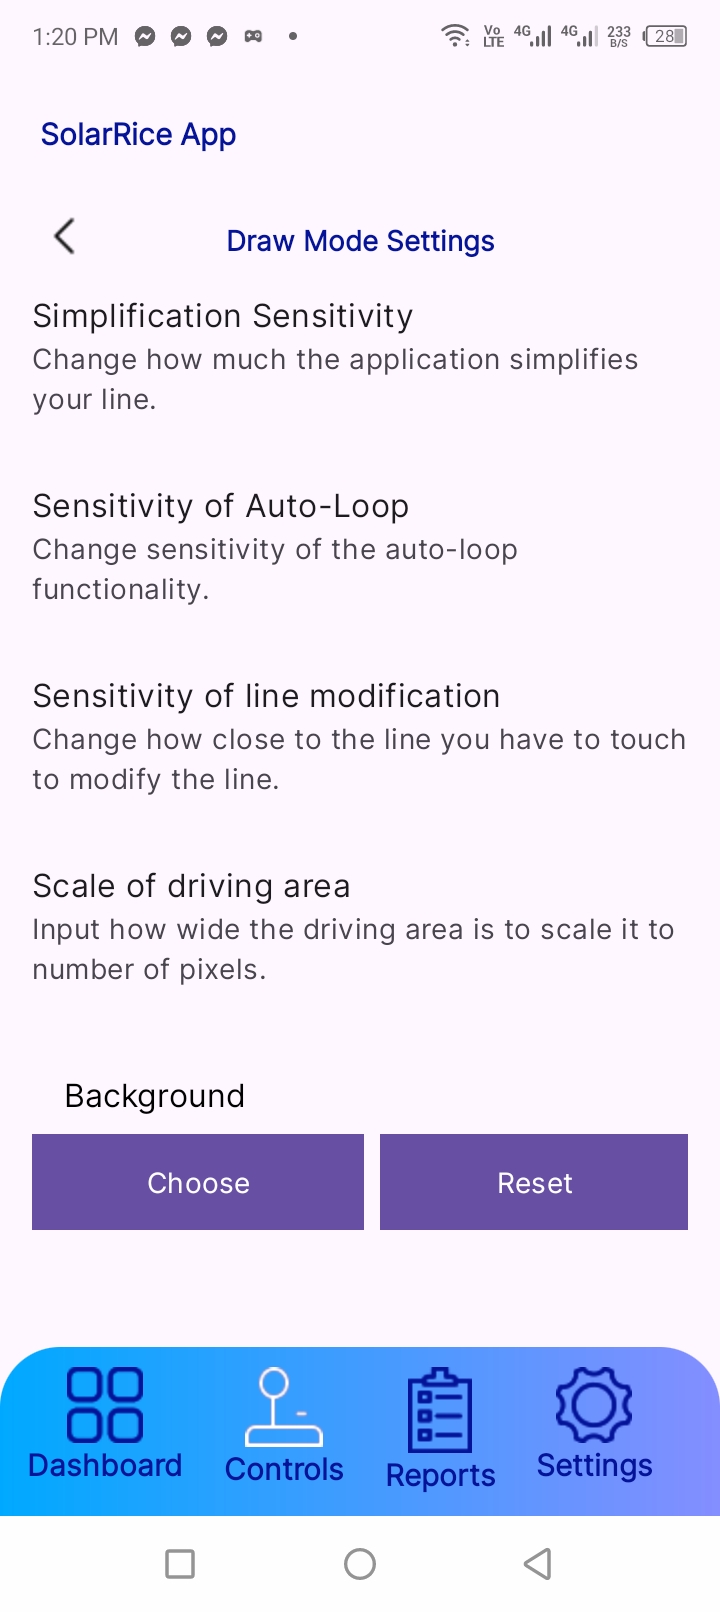 1:20 PM
Vo LTE 4G 4G 233 B/S 28
SolarRice App
Draw Mode Settings
Simplification Sensitivity
Change how much the application simplifies
your line.
Sensitivity of Auto-Loop
Change sensitivity of the auto-loop
functionality.
Sensitivity of line modification
Change how close to the line you have to touch
to modify the line.
Scale of driving area
Input how wide the driving area is to scale it to
number of pixels.
Background
Choose Reset
Dashboard Controls Reports Settings